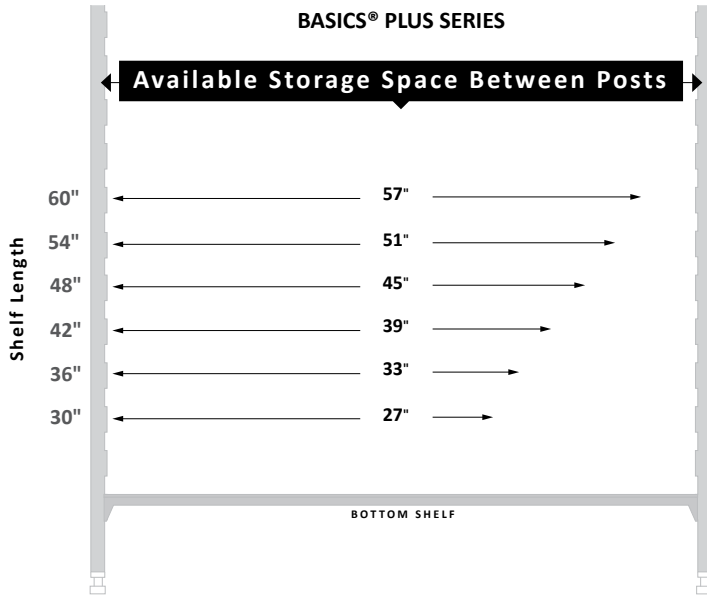 BASICS® PLUS SERIES
Available Storage Space Between Posts
Shelf Length
60" 57"
54" 51"
48" 45"
42" 39"
36" 33"
30" 27"
BOTTOM SHELF